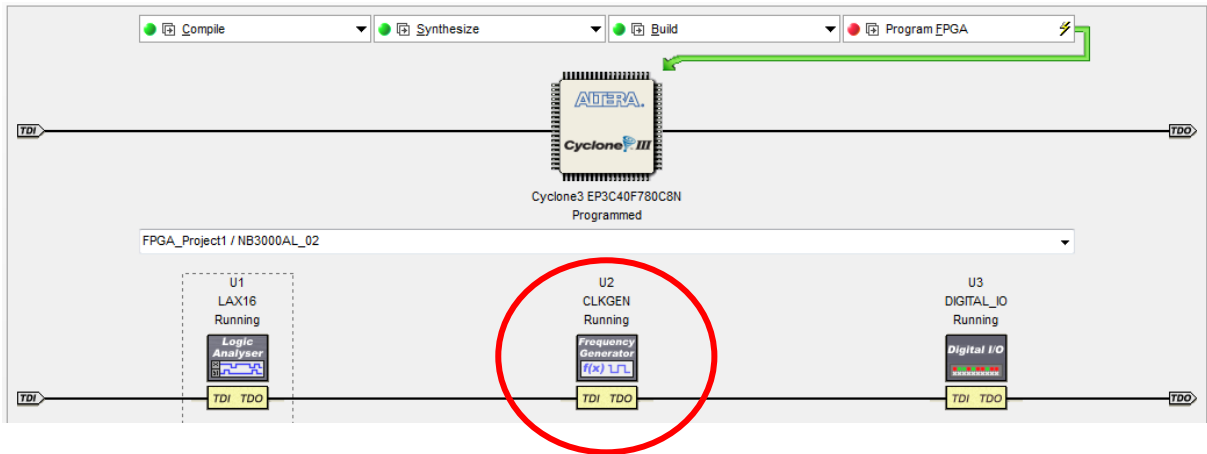 Compile Synthesize Build Program FPGA
ALTERA.
TDI TDO
Cyclone III
Cyclone3 EP3C40F780C8N
Programmed
FPGA_Project1 / NB3000AL_02
U1 U2 U3
LAX16 CLKGEN DIGITAL_IO
Running Running Running
Logic Analyser Frequency Generator Digital I/O
f(x)
TDI TDI TDO TDI TDO TDI TDO TDO